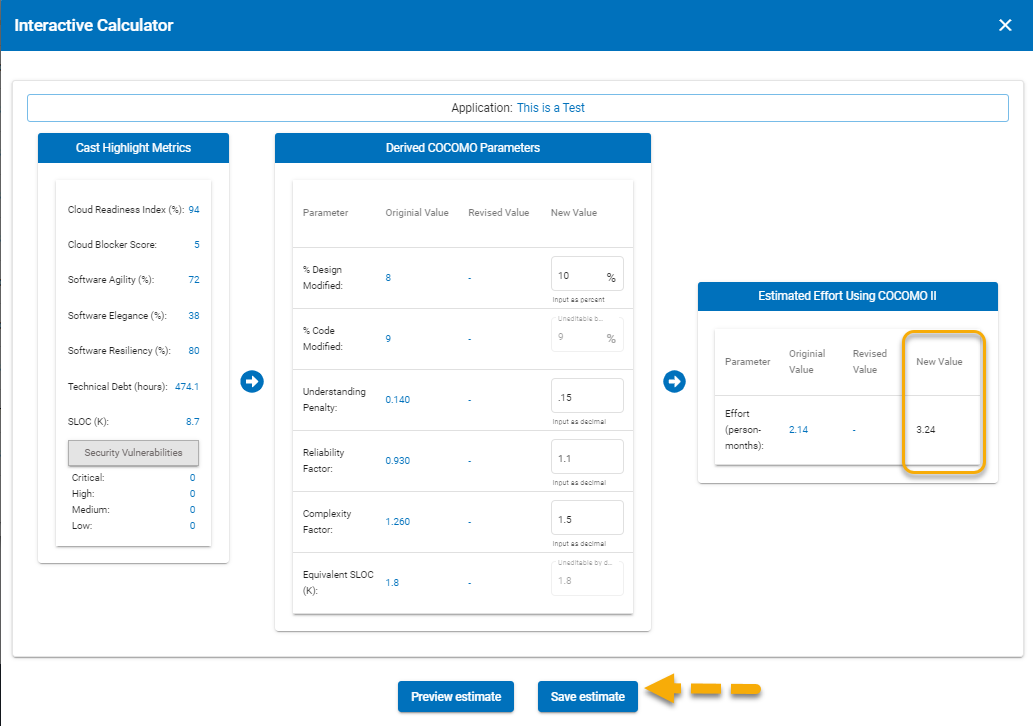 Interactive Calculator
Application: This is a Test
Cast Highlight Metrics
Cloud Readiness Index (%): 94
Cloud Blocker Score: 5
Software Agility (%): 72
Software Elegance (%): 38
Software Resiliency (%): 80
Technical Debt (hours): 474.1
SLOC (K): 8.7
Security Vulnerabilities
Critical: 0
High: 0
Medium: 0
Low: 0
Derived COCOMO Parameters
Parameter Originial Value Revised Value New Value
% Design
Modified:
8 - 10 %
Input as percent
% Code
Modified:
9 - Uneditable b...
9 %
Understanding
Penalty:
0.140 - .15
Input as decimal
Reliability
Factor:
0.930 - 1.1
Input as decimal
Complexity
Factor:
1.260 - 1.5
Input as decimal
Equivalent SLOC
(K):
1.8 - Uneditable by d...
1.8
Estimated Effort Using COCOMO II
Parameter Originial
Value
Revised
Value
New Value
Effort
(person-
months):
2.14 - 3.24
Preview estimate
Save estimate